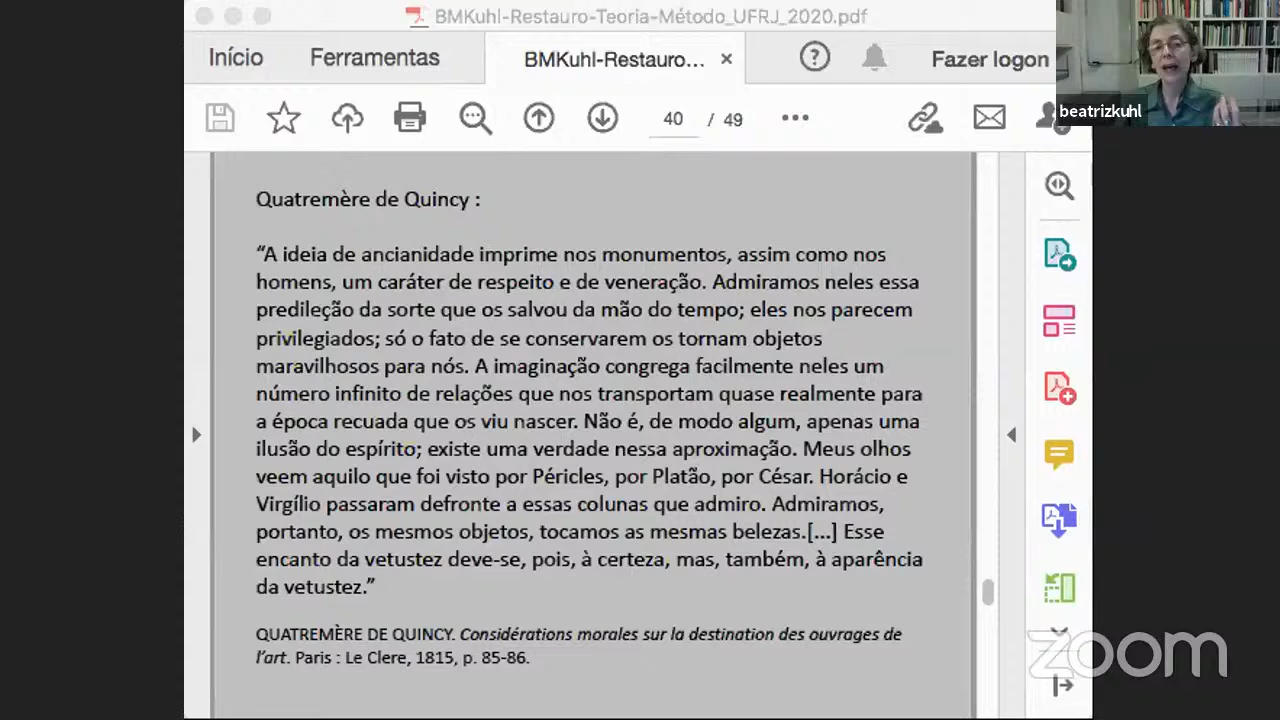 BMKuhl-Restauro-Teoria-Método_UFRJ_2020.pdf
Início
Ferramentas
BMKuhl-Restauro...
Fazer logon
beatrizkuhl
40 / 49
Quatremère de Quincy :
“A ideia de ancianidade imprime nos monumentos, assim como nos
homens, um caráter de respeito e de veneração. Admiramos neles essa
predileção da sorte que os salvou da mão do tempo; eles nos parecem
privilegiados; só o fato de se conservarem os tornam objetos
maravilhosos para nós. A imaginação congrega facilmente neles um
número infinito de relações que nos transportam quase realmente para
a época recuada que os viu nascer. Não é, de modo algum, apenas uma
ilusão do espírito; existe uma verdade nessa aproximação. Meus olhos
veem aquilo que foi visto por Péricles, por Platão, por César. Horácio e
Virgílio passaram defronte a essas colunas que admiro. Admiramos,
portanto, os mesmos objetos, tocamos as mesmas belezas.[...] Esse
encanto da vetustez deve-se, pois, à certeza, mas, também, à aparência
da vetustez.”
QUATREMÈRE DE QUINCY. Considérations morales sur la destination des ouvrages de
l’art. Paris : Le Clere, 1815, p. 85-86.
zoom